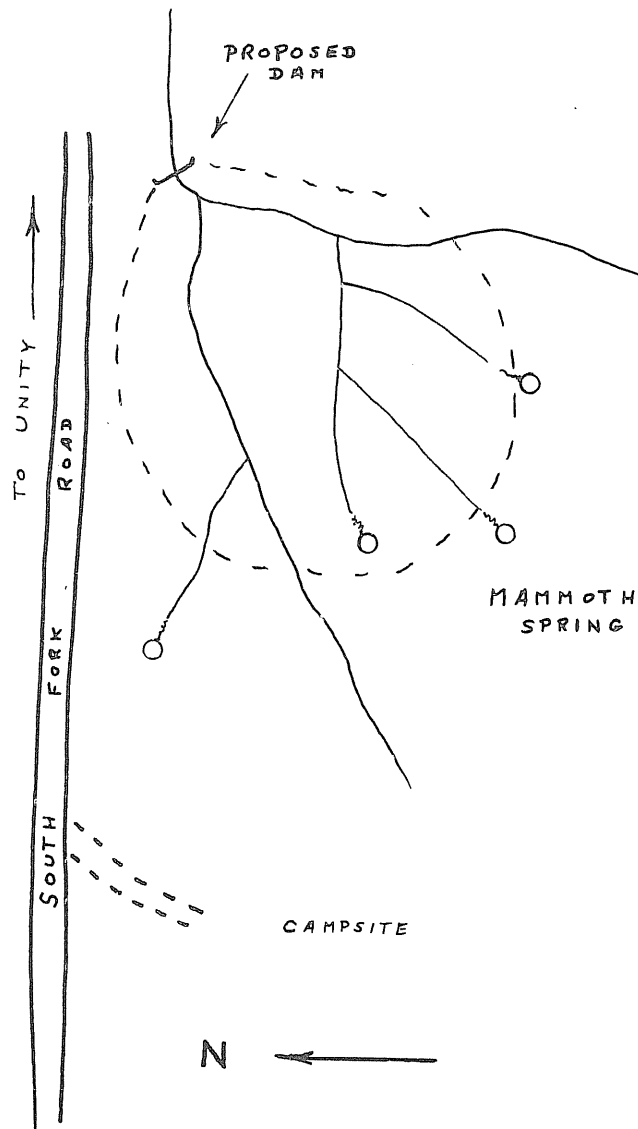 PROPOSED
DAM
TO UNITY
SOUTH FORK ROAD
MAMMOTH
SPRING
CAMPSITE
N